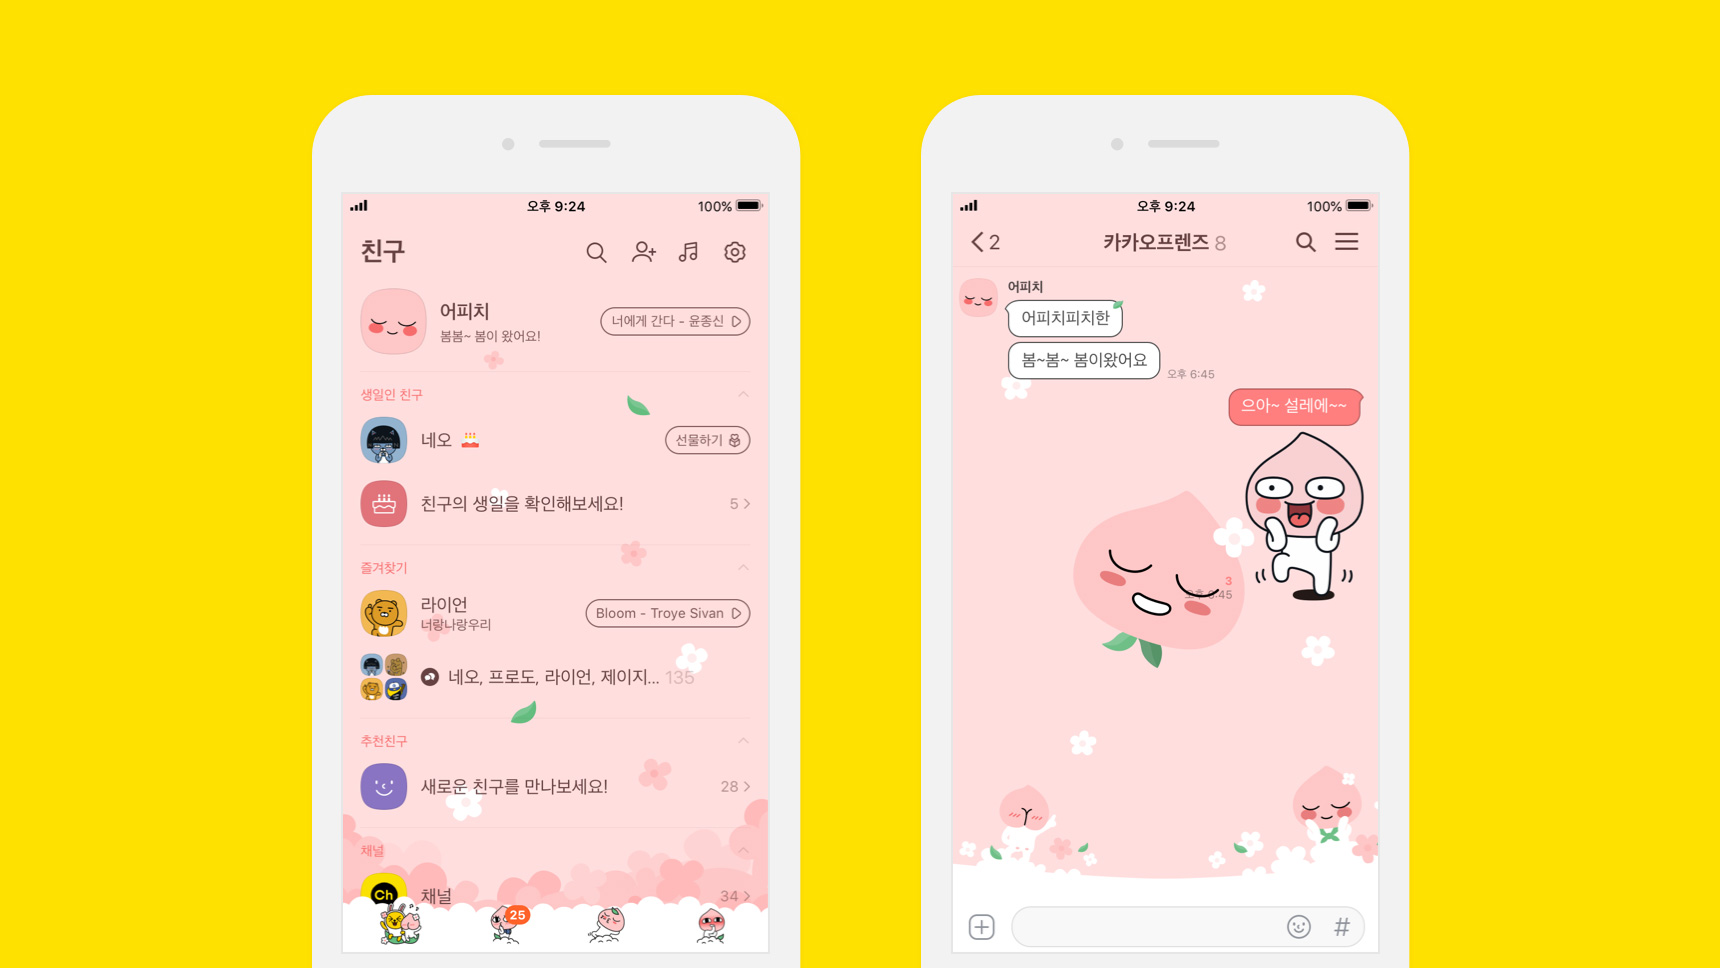 오후 9:24
100%
친구
어피치
봄봄~ 봄이 왔어요!
너에게 간다 - 윤종신
생일인 친구
네오
선물하기
친구의 생일을 확인해보세요!
5
즐겨찾기
라이언
너랑나랑우리
Bloom - Troye Sivan
네오, 프로도, 라이언, 제이지... 135
추천친구
새로운 친구를 만나보세요!
28
채널
Ch
채널
34
25
오후 9:24
100%
2
카카오프렌즈 8
어피치
어피치피치한
봄~봄~ 봄이왔어요
오후 6:45
으아~ 설레에~~
3
오후 6:45
#